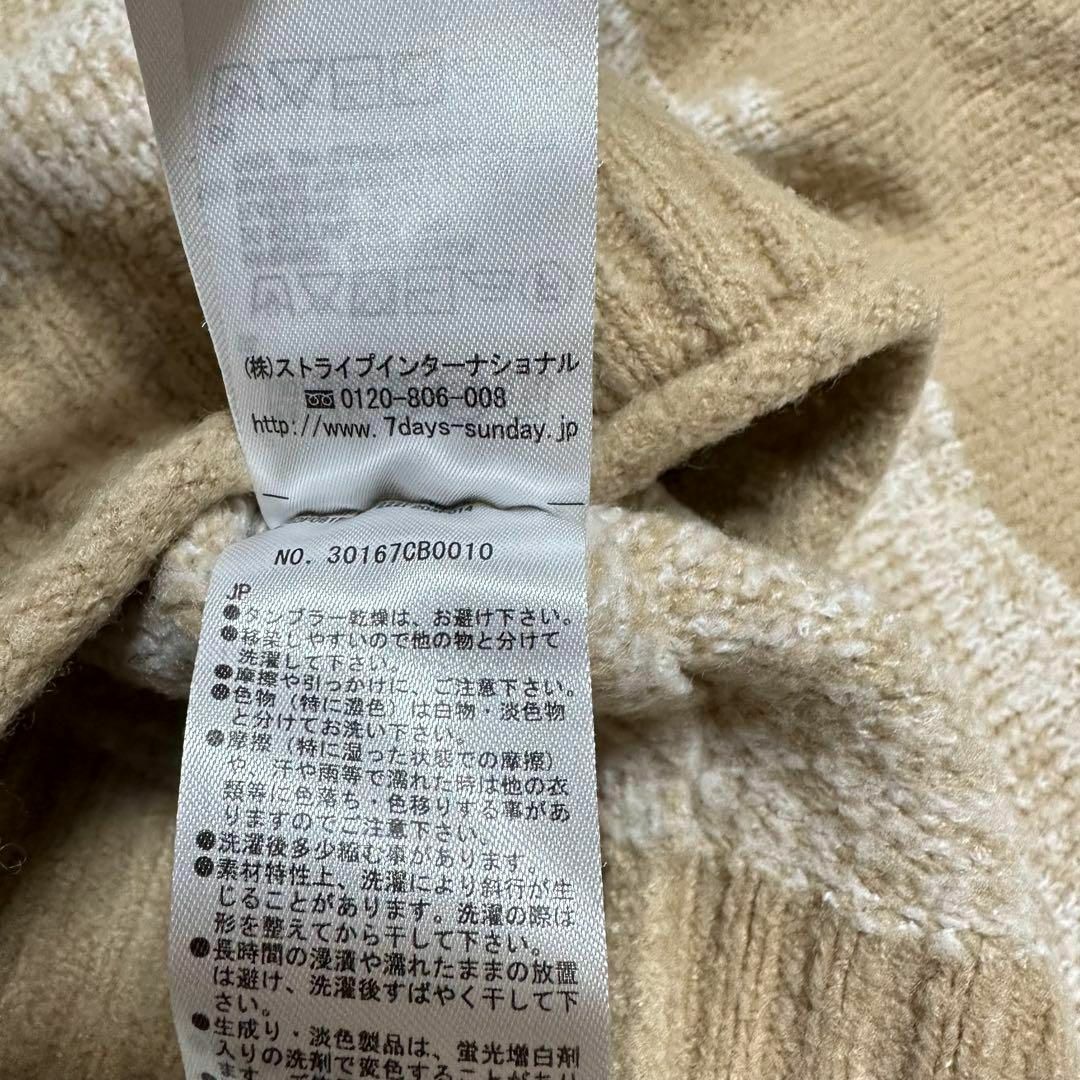 (株)ストライプインターナショナル
0120-806-008
http://www.7days-sunday.jp
NO. 30167CB0010
JP
●タンブラー乾燥は、お避け下さい。
●移染しやすいので他の物と分けて
洗濯して下さい。
●摩擦や引っかけに、ご注意下さい。
●色物（特に濃色）は白物・淡色物
と分けてお洗い下さい。
●摩擦（特に湿った状態での摩擦）
や、汗や雨等で濡れた時は他の衣
類等に色落ち・色移りする事があ
りますのでご注意下さい。
●洗濯後多少縮む事があります。
●素材特性上、洗濯により斜行が生
じることがあります。洗濯の際は
形を整えてから干して下さい。
●長時間の浸漬や濡れたままの放置
は避け、洗濯後すばやく干して下
さい。
●生成り・淡色製品は、蛍光増白剤
入りの洗剤で変色することがあり